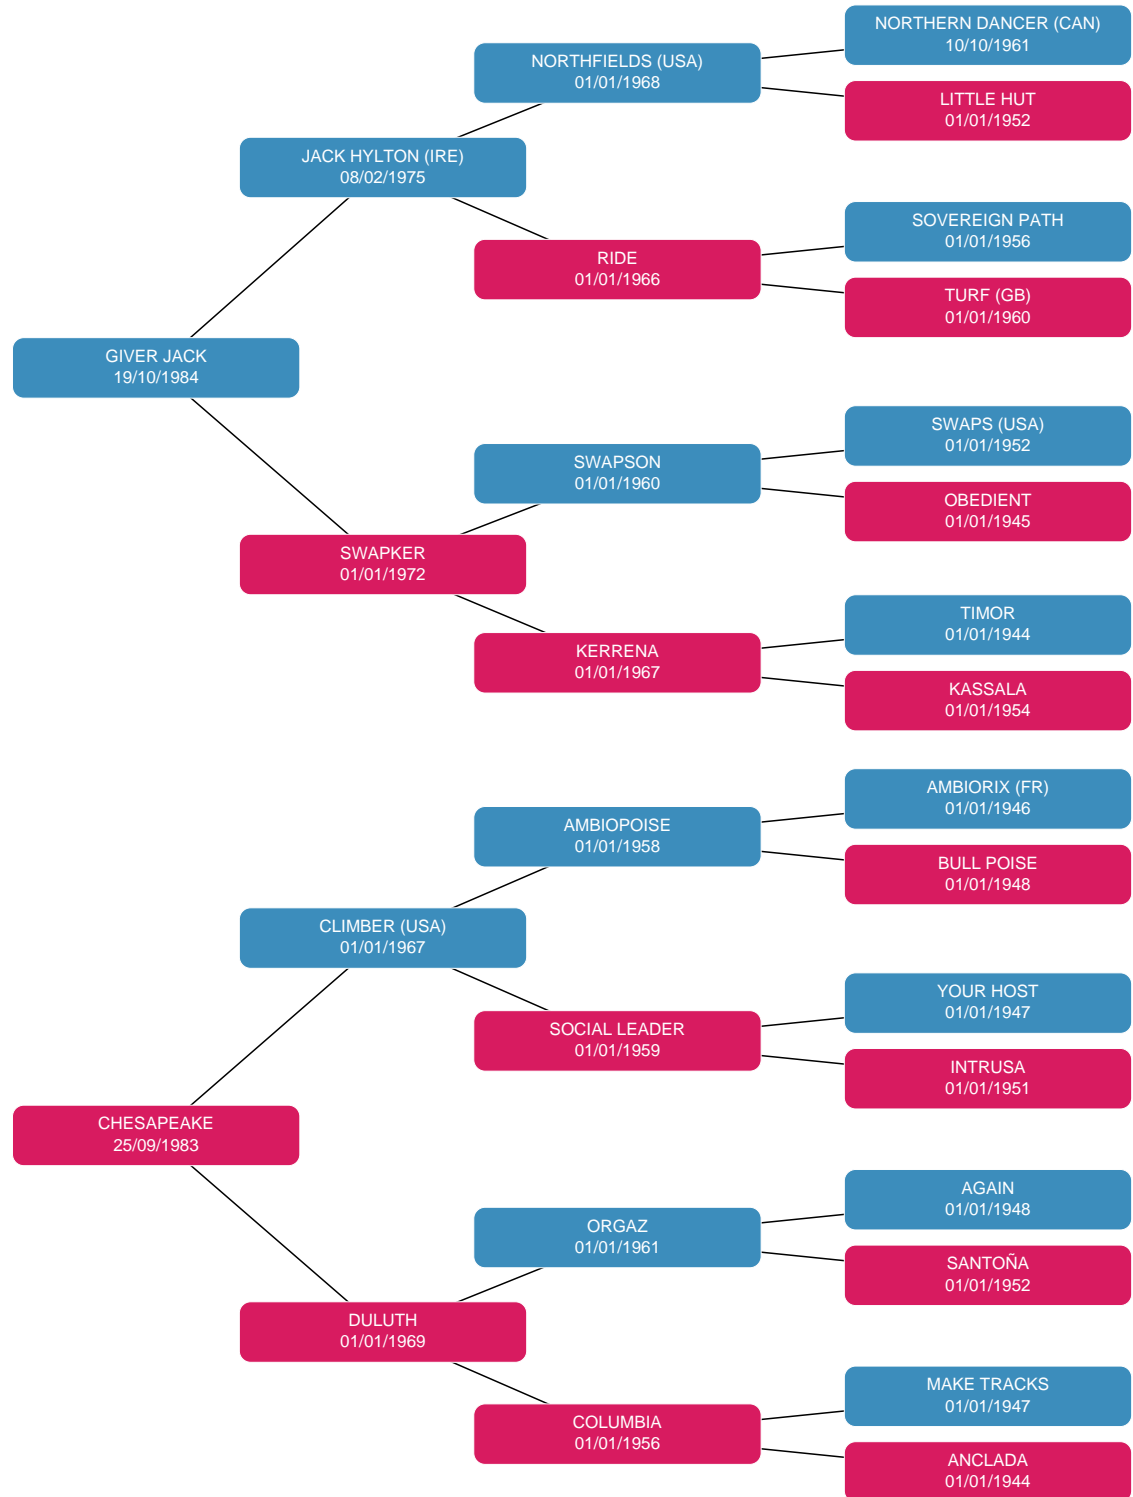 NORTHERN DANCER (CAN)
10/10/1961
NORTHFIELDS (USA)
01/01/1968
LITTLE HUT
01/01/1952
JACK HYLTON (IRE)
08/02/1975
SOVEREIGN PATH
01/01/1956
RIDE
01/01/1966
TURF (GB)
01/01/1960
GIVER JACK
19/10/1984
SWAPS (USA)
01/01/1952
SWAPSON
01/01/1960
OBEDIENT
01/01/1945
SWAPKER
01/01/1972
TIMOR
01/01/1944
KERRENA
01/01/1967
KASSALA
01/01/1954
AMBIORIX (FR)
01/01/1946
AMBIOPOISE
01/01/1958
BULL POISE
01/01/1948
CLIMBER (USA)
01/01/1967
YOUR HOST
01/01/1947
SOCIAL LEADER
01/01/1959
INTRUSA
01/01/1951
CHESAPEAKE
25/09/1983
AGAIN
01/01/1948
ORGAZ
01/01/1961
SANTOÑA
01/01/1952
DULUTH
01/01/1969
MAKE TRACKS
01/01/1947
COLUMBIA
01/01/1956
ANCLADA
01/01/1944